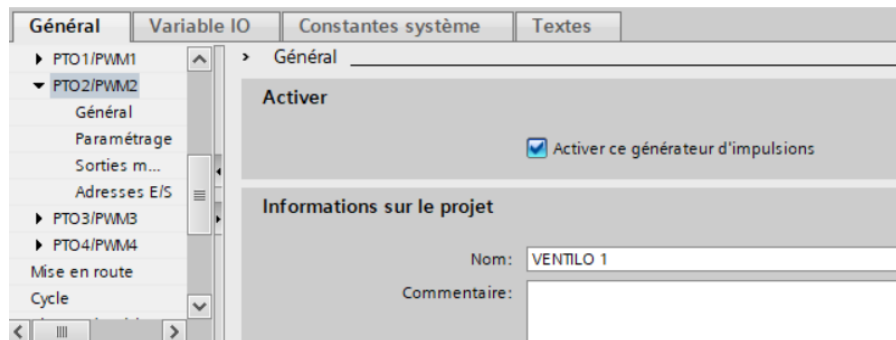 Général Variable IO Constantes système Textes
PTO1/PWM1
PTO2/PWM2
Général
Paramétrage
Sorties m...
Adresses E/S
PTO3/PWM3
PTO4/PWM4
Mise en route
Cycle
Général
Activer
Activer ce générateur d'impulsions
Informations sur le projet
Nom: VENTILO 1
Commentaire: